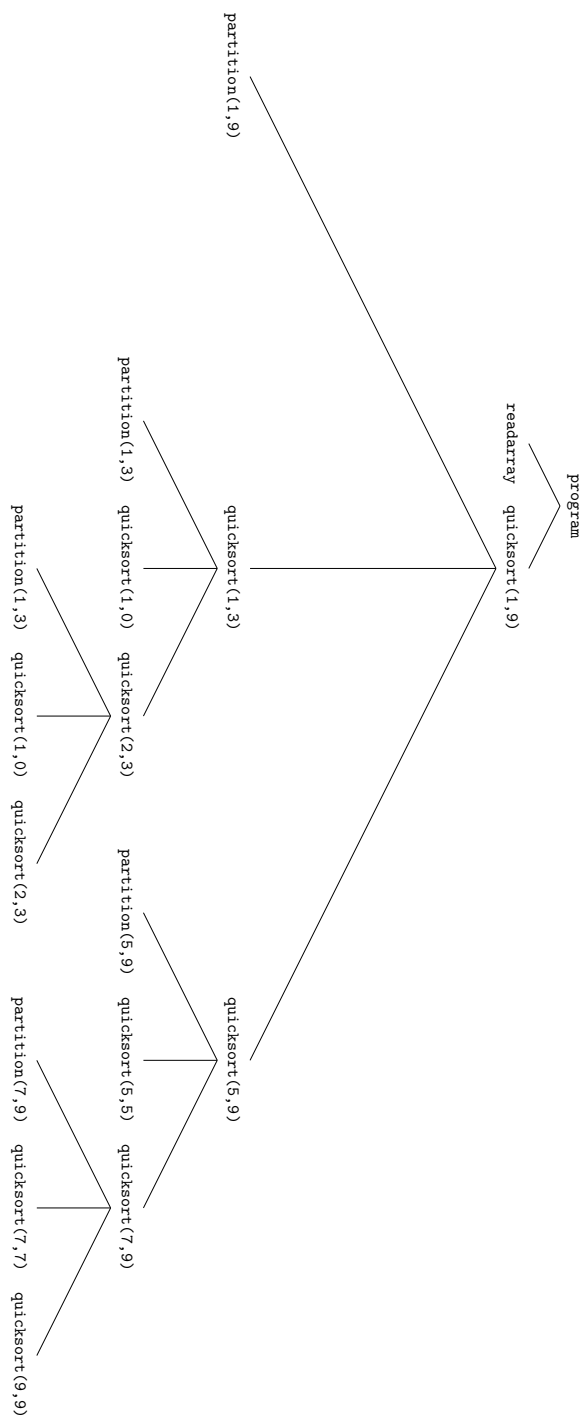 program
readarray quicksort(1,9)
partition(1,9) quicksort(1,3) quicksort(5,9)
partition(1,3) quicksort(1,0) quicksort(2,3) partition(5,9) quicksort(5,5) quicksort(7,9)
partition(1,3) quicksort(1,0) quicksort(2,3) partition(7,9) quicksort(7,7) quicksort(9,9)